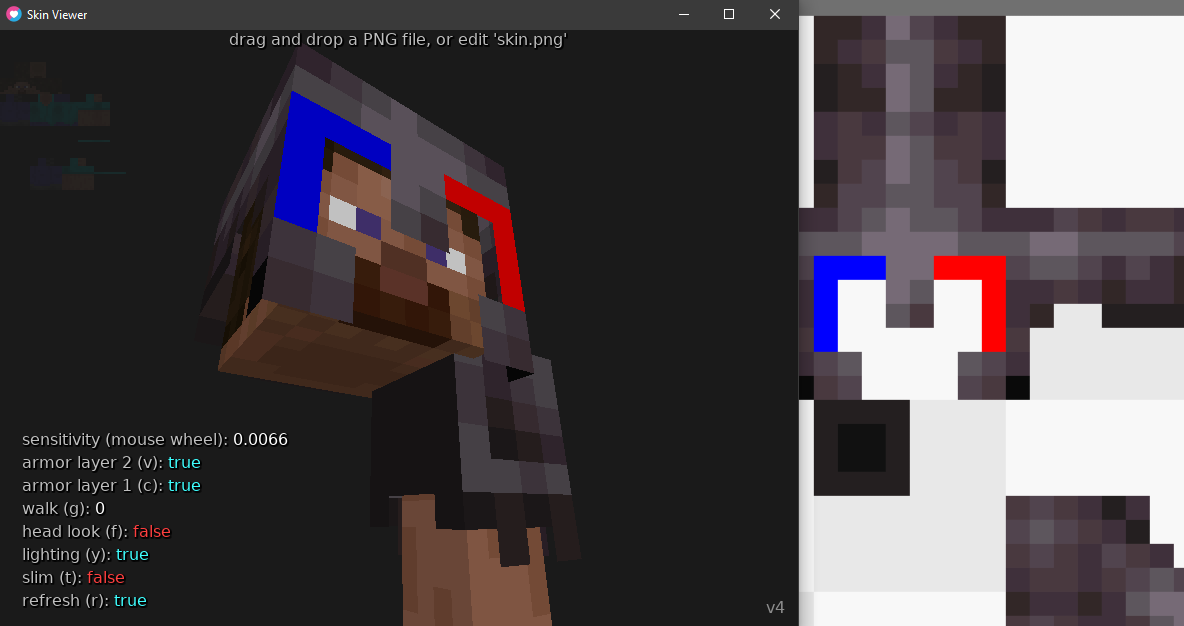 Skin Viewer
drag and drop a PNG file, or edit 'skin.png'
sensitivity (mouse wheel): 0.0066
armor layer 2 (v): true
armor layer 1 (c): true
walk (g): 0
head look (f): false
lighting (y): true
slim (t): false
refresh (r): true
v4